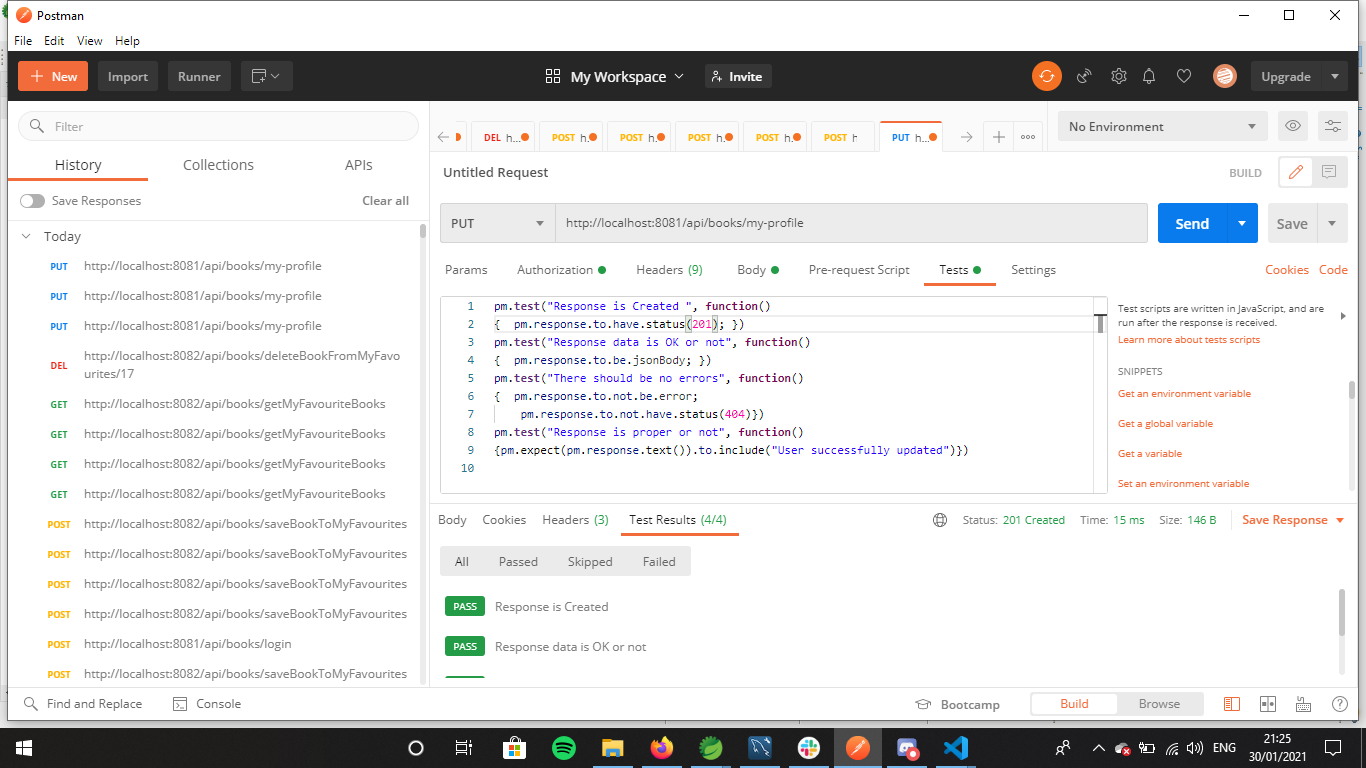 Postman
File Edit View Help
New Import Runner My Workspace Invite Upgrade
Filter
History Collections APIs
Save Responses Clear all
Today
PUT http://localhost:8081/api/books/my-profile
PUT http://localhost:8081/api/books/my-profile
PUT http://localhost:8081/api/books/my-profile
DEL http://localhost:8082/api/books/deleteBookFromMyFavo
urites/17
GET http://localhost:8082/api/books/getMyFavouriteBooks
GET http://localhost:8082/api/books/getMyFavouriteBooks
GET http://localhost:8082/api/books/getMyFavouriteBooks
GET http://localhost:8082/api/books/getMyFavouriteBooks
POST http://localhost:8082/api/books/saveBookToMyFavourites
POST http://localhost:8082/api/books/saveBookToMyFavourites
POST http://localhost:8082/api/books/saveBookToMyFavourites
POST http://localhost:8082/api/books/saveBookToMyFavourites
POST http://localhost:8081/api/books/login
POST http://localhost:8082/api/books/saveBookToMyFavourites
DEL h... POST h. POST h. POST h. POST h. POST h PUT h...
No Environment
Untitled Request BUILD
PUT http://localhost:8081/api/books/my-profile Send Save
Params Authorization Headers (9) Body Pre-request Script Tests Settings Cookies Code
1 pm.test("Response is Created ", function()
2 {  pm.response.to.have.status(201); })
3 pm.test("Response data is OK or not", function()
4 {  pm.response.to.be.jsonBody; })
5 pm.test("There should be no errors", function()
6 {  pm.response.to.not.be.error;
7 pm.response.to.not.have.status(404)})
8 pm.test("Response is proper or not", function()
9 {pm.expect(pm.response.text()).to.include("User successfully updated")})
10
Test scripts are written in JavaScript, and are
run after the response is received.
Learn more about tests scripts
SNIPPETS
Get an environment variable
Get a global variable
Get a variable
Set an environment variable
Body Cookies Headers (3) Test Results (4/4) Status: 201 Created Time: 15 ms Size: 146 B Save Response
All Passed Skipped Failed
PASS Response is Created
PASS Response data is OK or not
Find and Replace Console Bootcamp Build Browse
ENG
21:25
30/01/2021